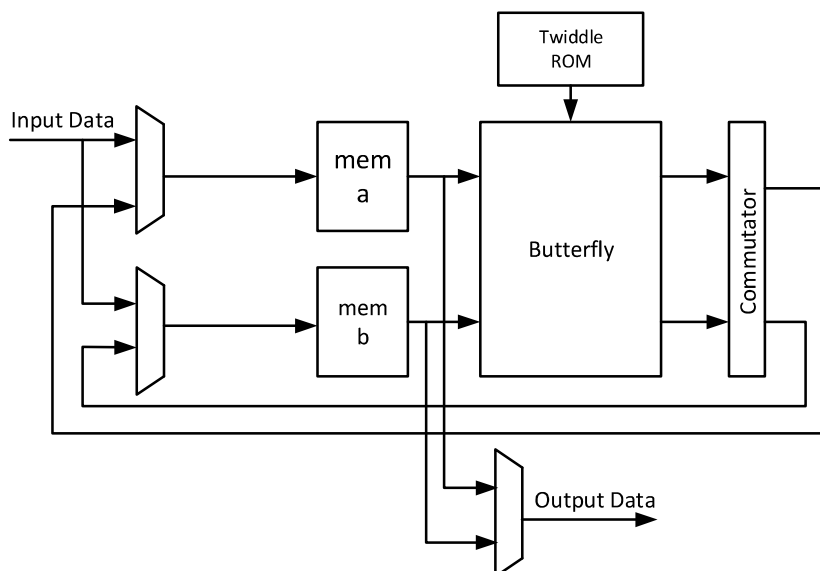 Twiddle
ROM
Input Data
mem
a
Butterfly
Commutator
mem
b
Output Data